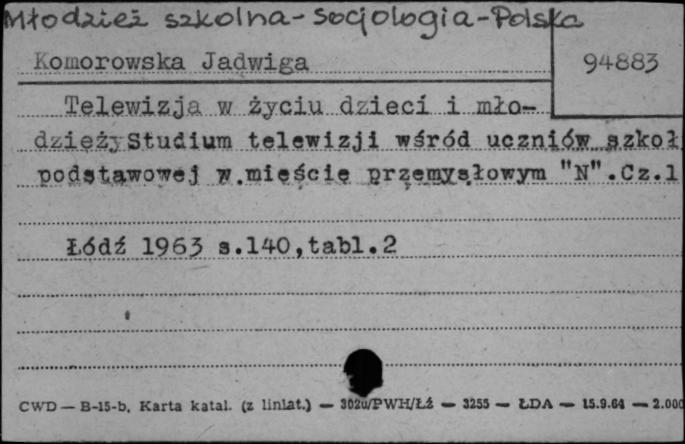 Młodzież szkolna - socjologia - Polska
Komorowska Jadwiga
94883
Telewizja w życiu dzieci i mło-
dzieży Studium telewizji wśród uczniów szkoł
podstawowej w mieście przemysłowym "N".Cz.1
Łódź 1963 s.140,tabl.2
CWD — B-15-b, Karta katal. (z liniat.) — 302u/PWH/Łź — 3255 — ŁDA — 15.9.64 — 2.000